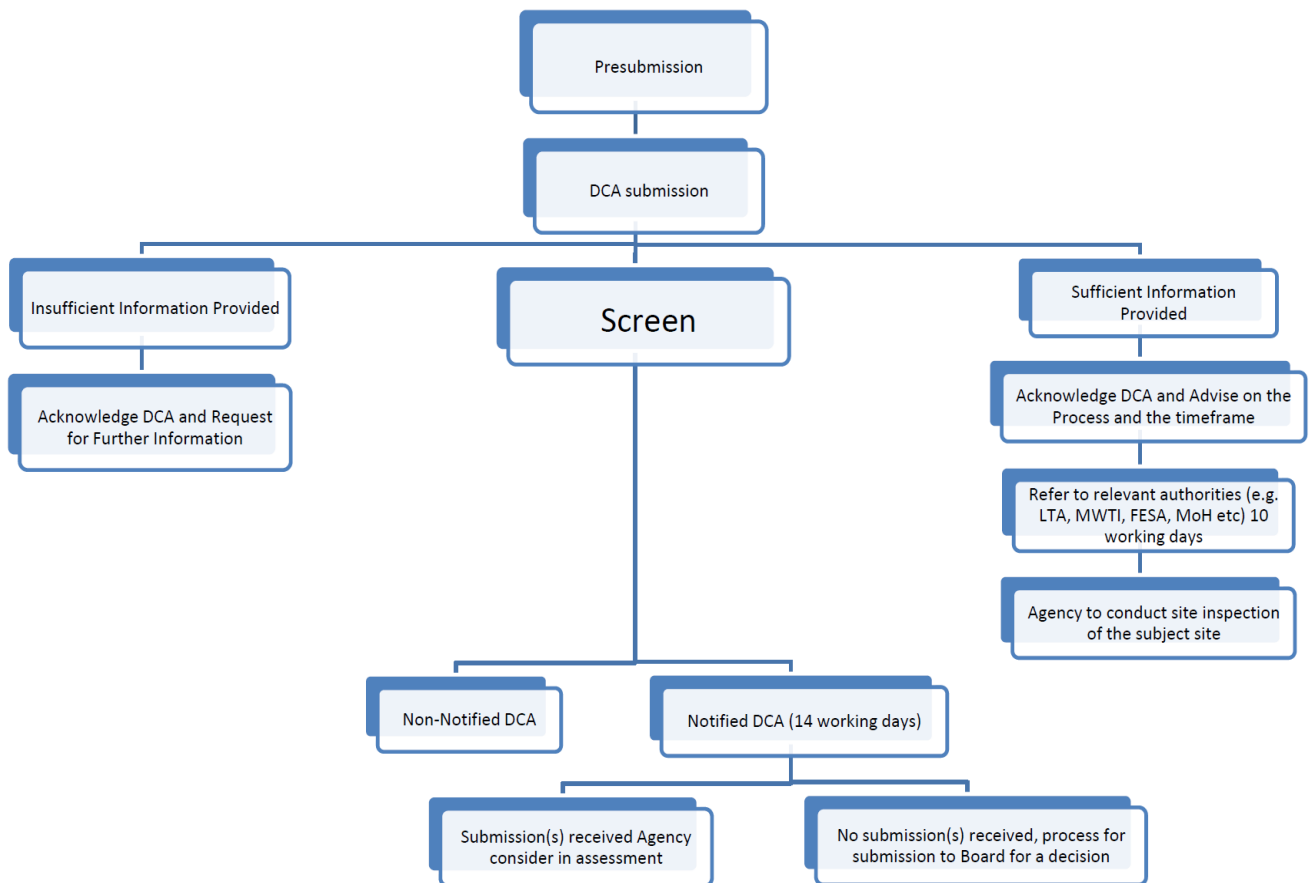 Presubmission
DCA submission
Insufficient Information Provided
Screen
Sufficient Information
Provided
Acknowledge DCA and Request
for Further Information
Acknowledge DCA and Advise on the
Process and the timeframe
Refer to relevant authorities (e.g.
LTA, MWTI, FESA, MoH etc) 10
working days
Agency to conduct site inspection
of the subject site
Non-Notified DCA
Notified DCA (14 working days)
Submission(s) received Agency
consider in assessment
No submission(s) received, process for
submission to Board for a decision